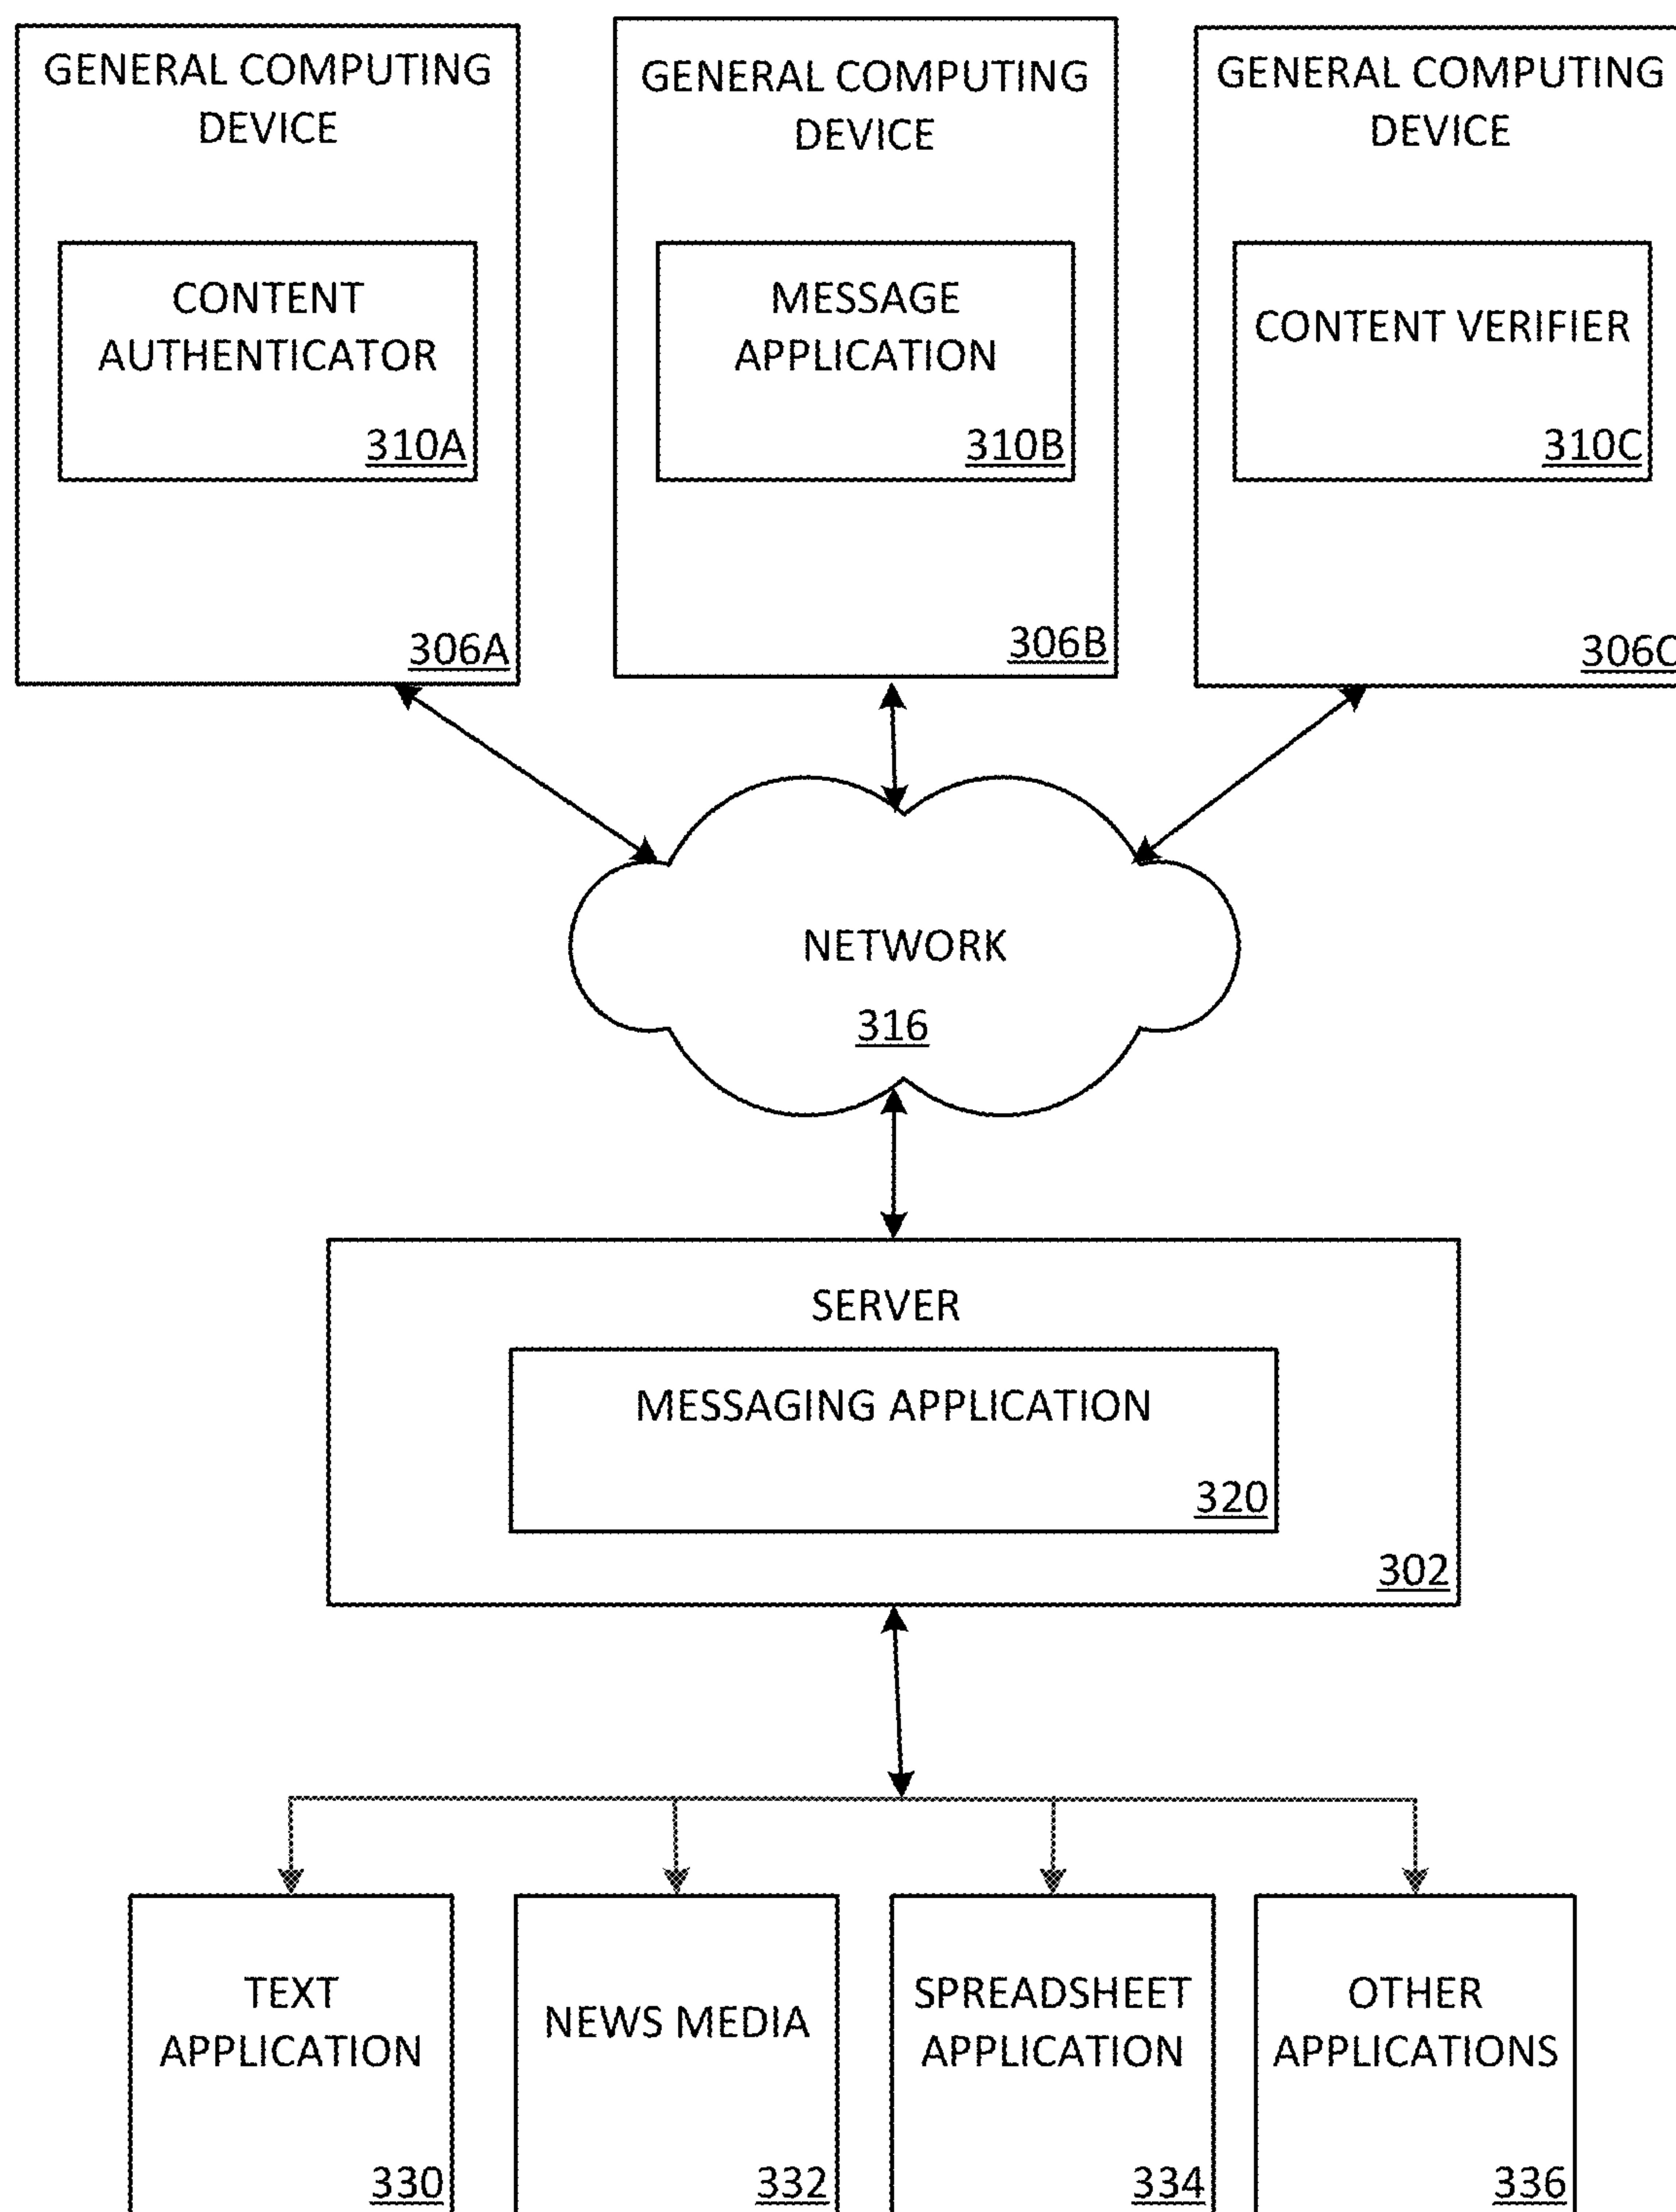 GENERAL COMPUTING
DEVICE
CONTENT
AUTHENTICATOR
310A
306A
GENERAL COMPUTING
DEVICE
MESSAGE
APPLICATION
310B
306B
GENERAL COMPUTING
DEVICE
CONTENT VERIFIER
310C
306C
NETWORK
316
SERVER
MESSAGING APPLICATION
320
302
TEXT
APPLICATION
330
NEWS MEDIA
332
SPREADSHEET
APPLICATION
334
OTHER
APPLICATIONS
336